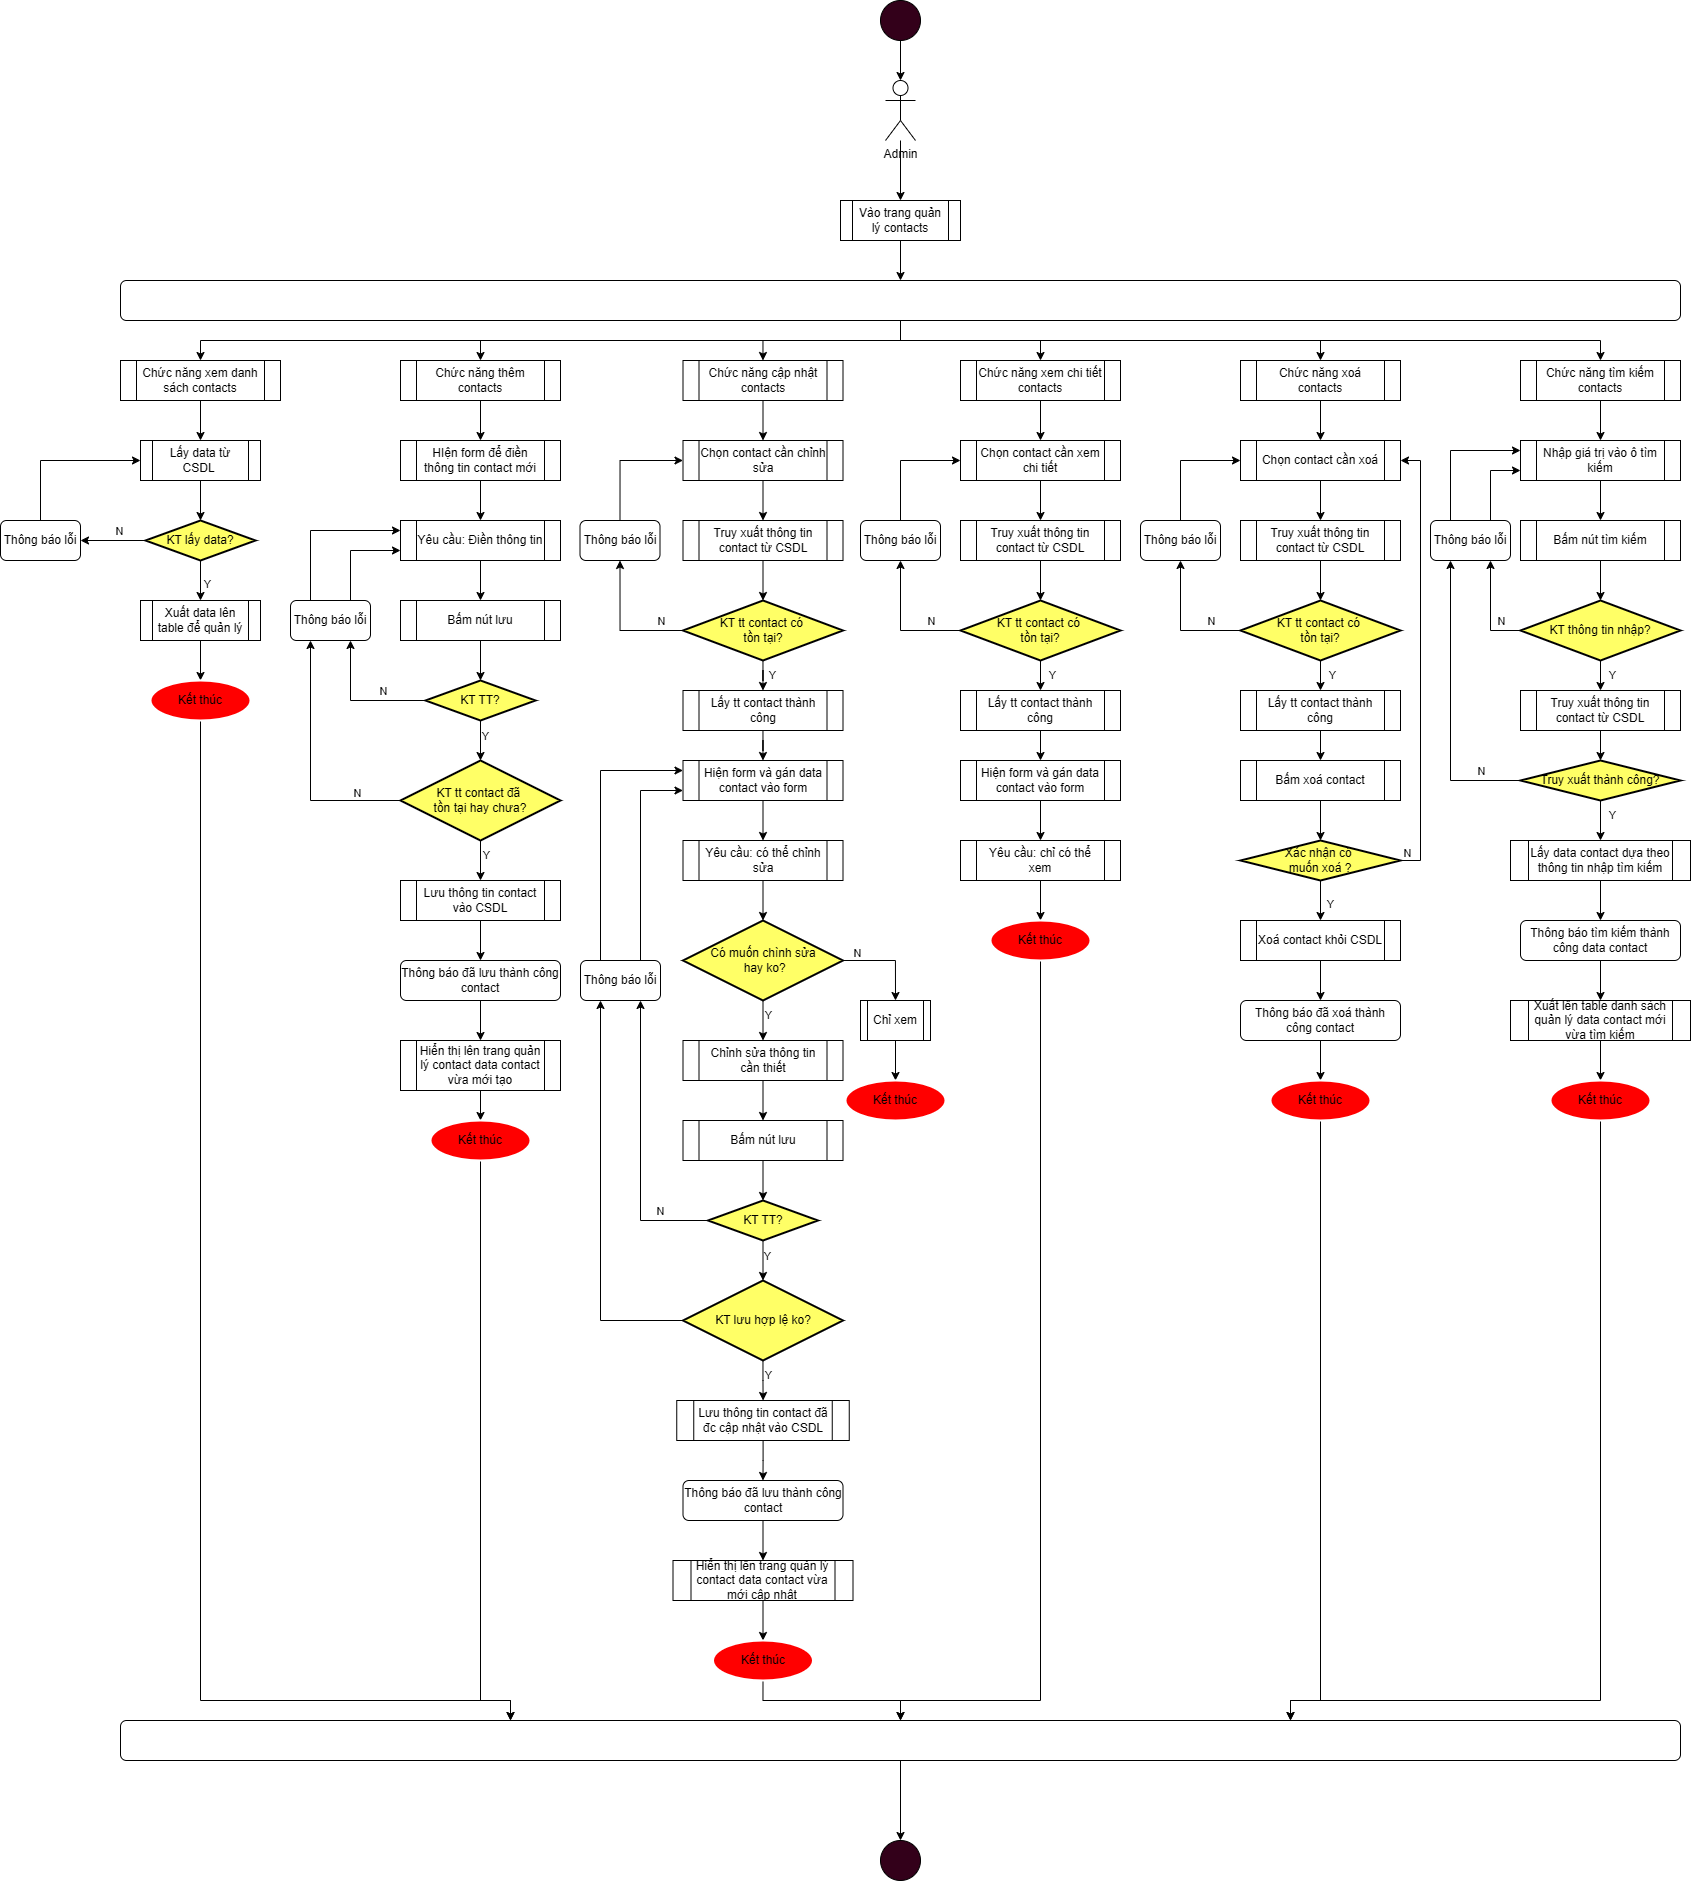 Admin
Vào trang quản
lý contacts
Chức năng xem danh
sách contacts
Lấy data từ
CSDL
Thông báo lỗi
N
KT lấy data?
Y
Xuất data lên
table để quản lý
Kết thúc
Chức năng thêm
contacts
HIện form để điền
thông tin contact mới
Yêu cầu: Điền thông tin
Thông báo lỗi
Bấm nút lưu
N
KT TT?
Y
N
KT tt contact đã
tồn tại hay chưa?
Y
Lưu thông tin contact
vào CSDL
Thông báo đã lưu thành công
contact
Hiển thị lên trang quản
lý contact data contact
vừa mới tạo
Kết thúc
Chức năng cập nhật
contacts
Chọn contact cần chỉnh
sửa
Thông báo lỗi
Truy xuất thông tin
contact từ CSDL
N
KT tt contact có
tồn tại?
Y
Lấy tt contact thành
công
Hiện form và gán data
contact vào form
Yêu cầu: có thể chỉnh
sửa
Thông báo lỗi
Có muốn chỉnh sửa
hay ko?
N
Chỉ xem
Kết thúc
Y
Chỉnh sửa thông tin
cần thiết
Bấm nút lưu
N
KT TT?
Y
KT lưu hợp lệ ko?
Y
Lưu thông tin contact đã
đc cập nhật vào CSDL
Thông báo đã lưu thành công
contact
Hiển thị lên trang quản lý
contact data contact vừa
mới cập nhật
Kết thúc
Chức năng xem chi tiết
contacts
Chọn contact cần xem
chi tiết
Thông báo lỗi
Truy xuất thông tin
contact từ CSDL
N
KT tt contact có
tồn tại?
Y
Lấy tt contact thành
công
Hiện form và gán data
contact vào form
Yêu cầu: chỉ có thể
xem
Kết thúc
Chức năng xoá
contacts
Chọn contact cần xoá
Thông báo lỗi
Truy xuất thông tin
contact từ CSDL
N
KT tt contact có
tồn tại?
Y
Lấy tt contact thành
công
Bấm xoá contact
Xác nhận có
muốn xoá ?
N
Y
Xoá contact khỏi CSDL
Thông báo đã xoá thành
công contact
Kết thúc
Chức năng tìm kiếm
contacts
Nhập giá trị vào ô tìm
kiếm
Thông báo lỗi
Bấm nút tìm kiếm
N
KT thông tin nhập?
Y
Truy xuất thông tin
contact từ CSDL
N
Truy xuất thành công?
Y
Lấy data contact dựa theo
thông tin nhập tìm kiếm
Thông báo tìm kiếm thành
công data contact
Xuất lên table danh sách
quản lý data contact mới
vừa tìm kiếm
Kết thúc